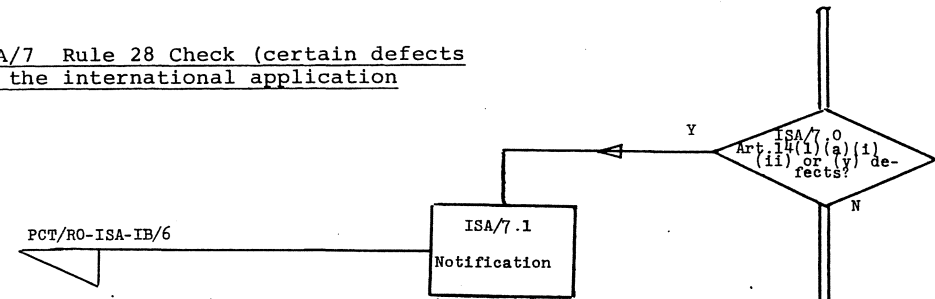 A/7 Rule 28 Check (certain defects
the international application
Y
ISA/7.0
Art.14(1)(a)(i)
(ii) or (v) de-
fects?
N
ISA/7.1
Notification
PCT/RO-ISA-IB/6